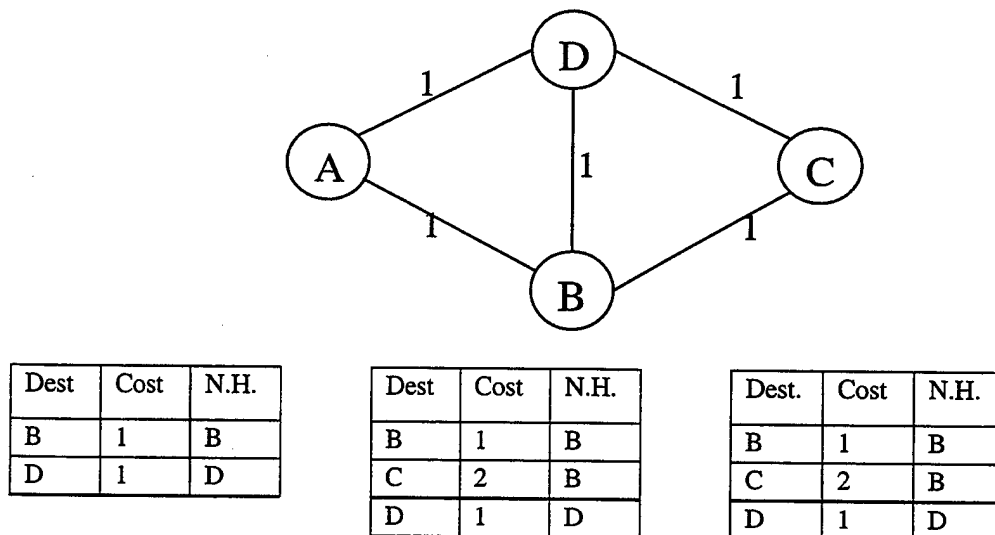 D
1
1
A
1
C
1
1
B
Dest Cost N.H.
B 1 B
D 1 D
Dest Cost N.H.
B 1 B
C 2 B
D 1 D
Dest. Cost N.H.
B 1 B
C 2 B
D 1 D